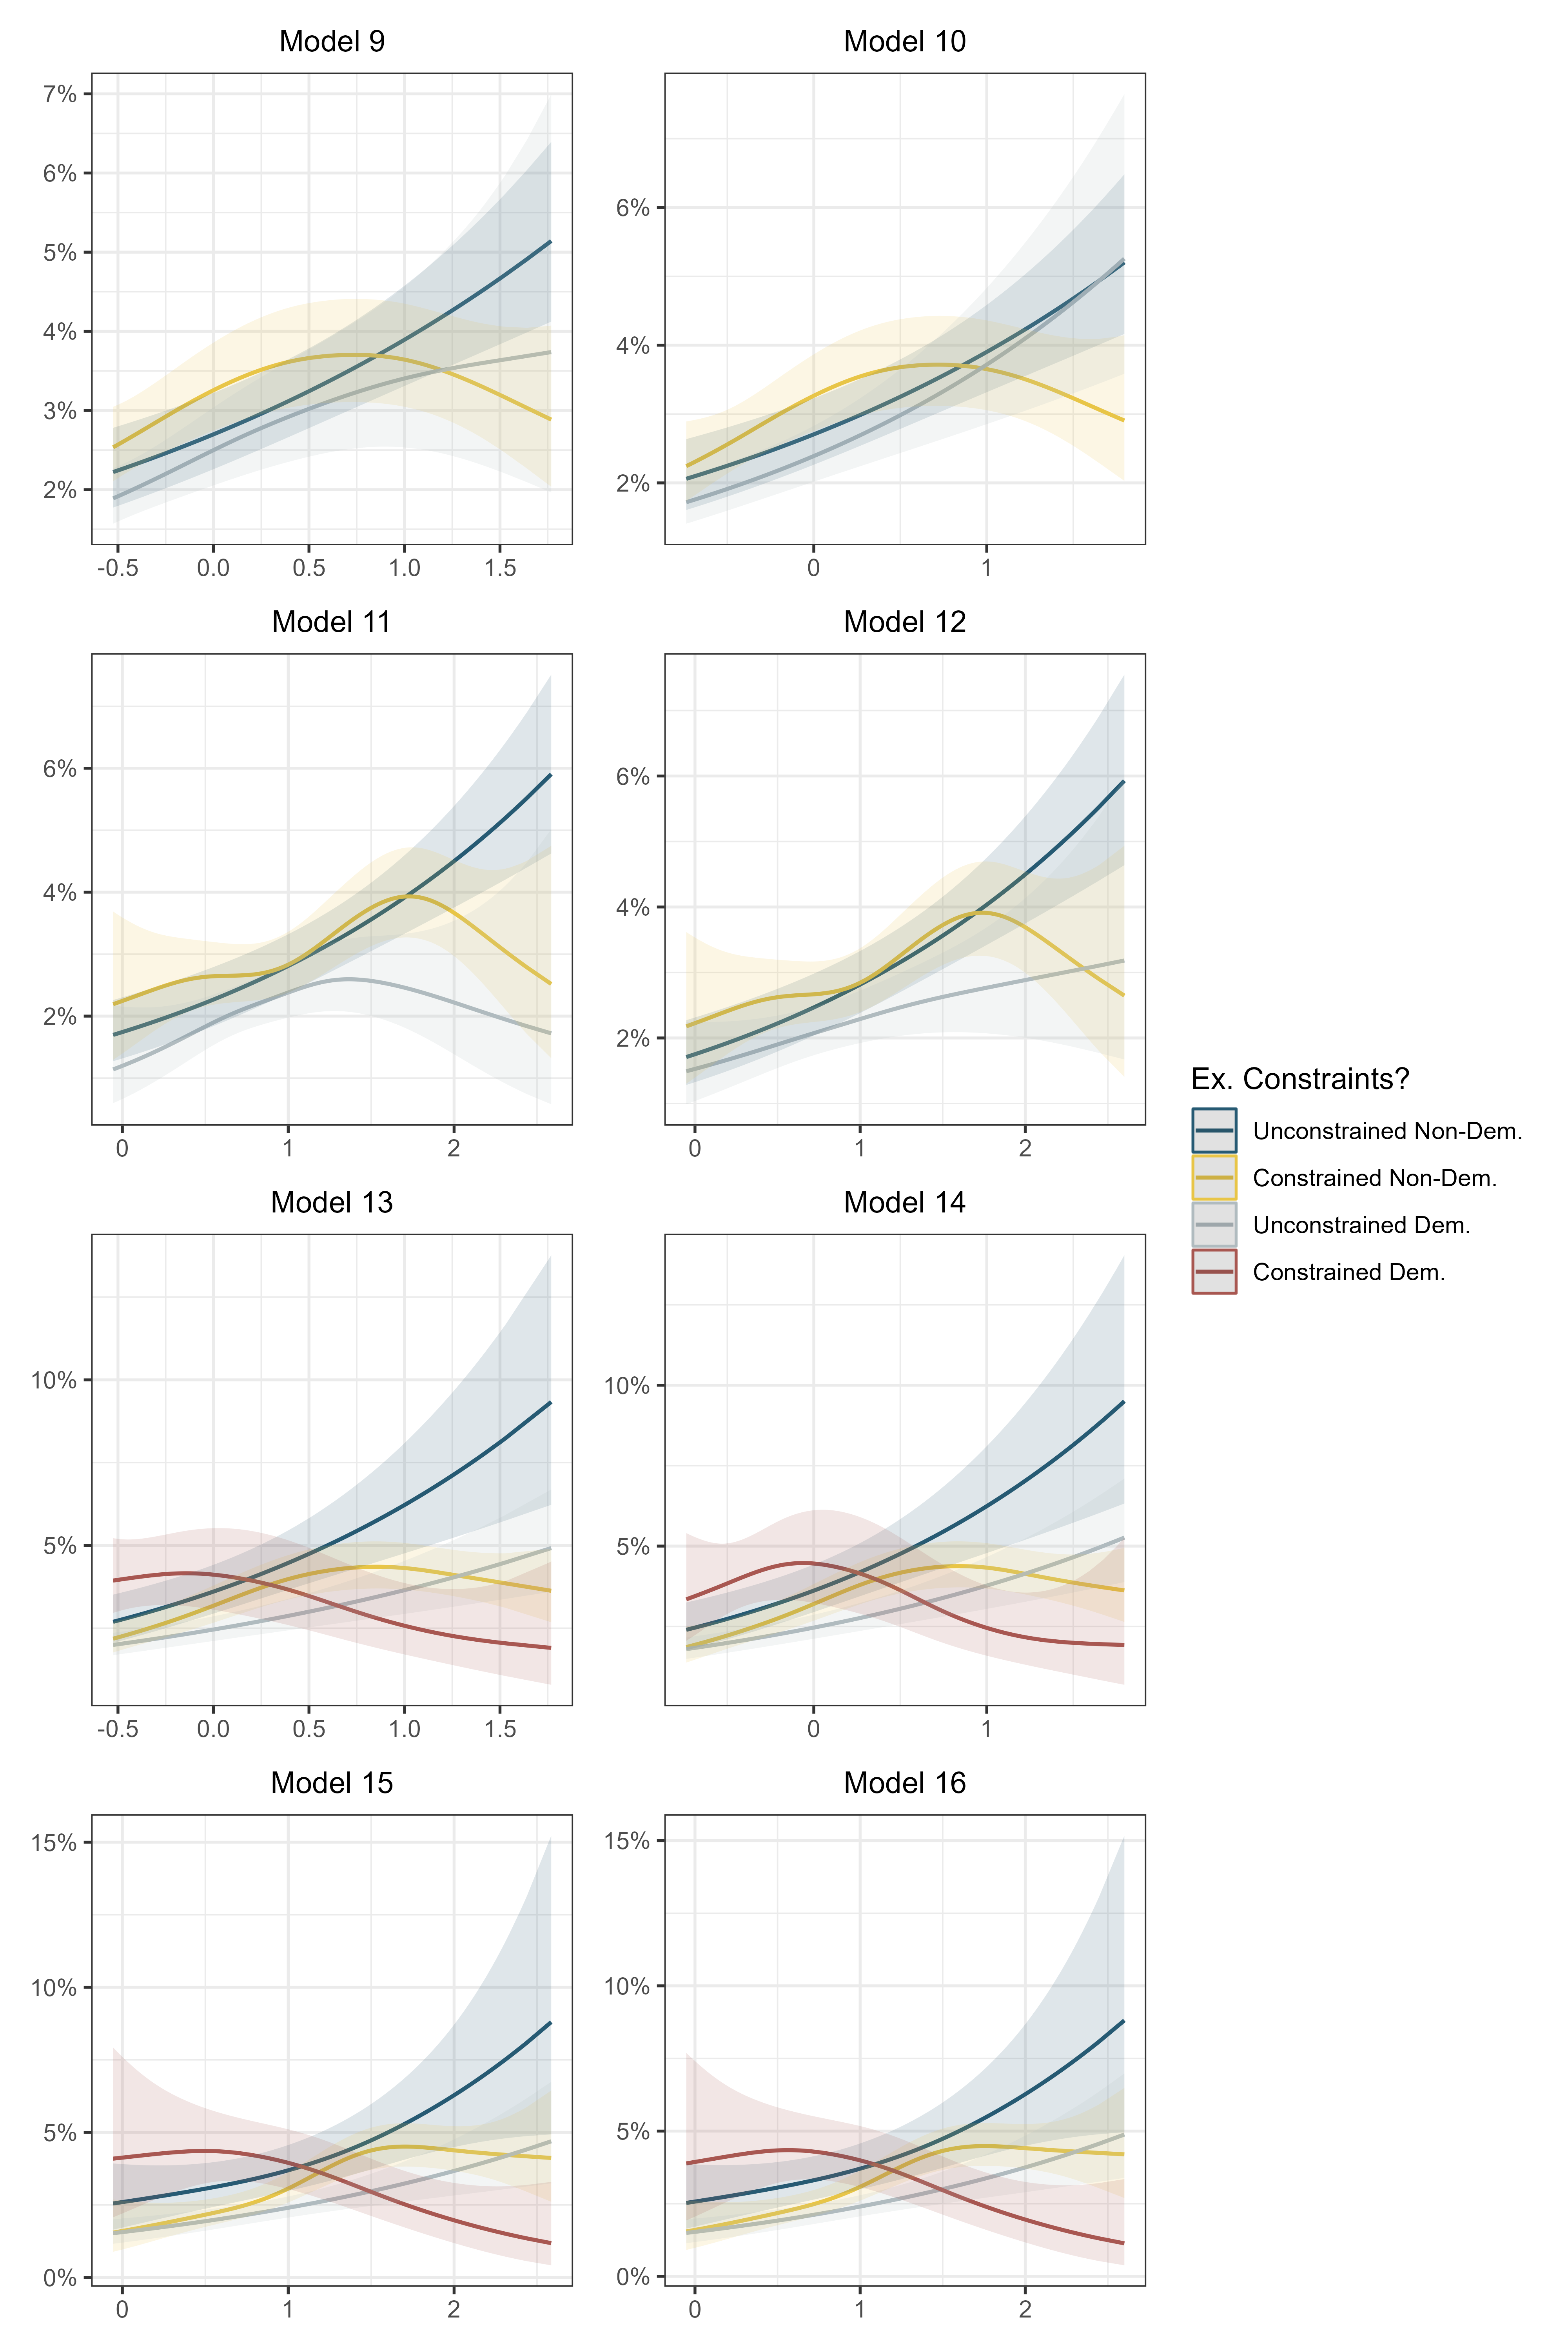 Model 9
7%
6%
5%
4%
3%
2%
-0.5 0.0 0.5 1.0 1.5
Model 10
6%
4%
2%
0 1
Model 11
6%
4%
2%
0 1 2
Model 12
6%
4%
2%
0 1 2
Ex. Constraints?
Unconstrained Non-Dem.
Constrained Non-Dem.
Unconstrained Dem.
Constrained Dem.
Model 13
10%
5%
-0.5 0.0 0.5 1.0 1.5
Model 14
10%
5%
0 1
Model 15
15%
10%
5%
0%
0 1 2
Model 16
15%
10%
5%
0%
0 1 2